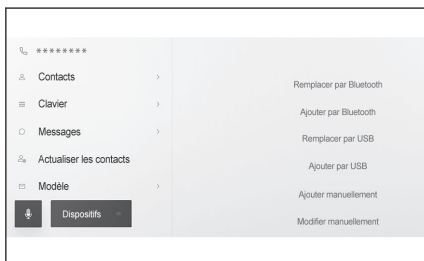 ********
Contacts
Clavier
Messages
Actualiser les contacts
Modèle
Dispositifs
Remplacer par Bluetooth
Ajouter par Bluetooth
Remplacer par USB
Ajouter par USB
Ajouter manuellement
Modifier manuellement